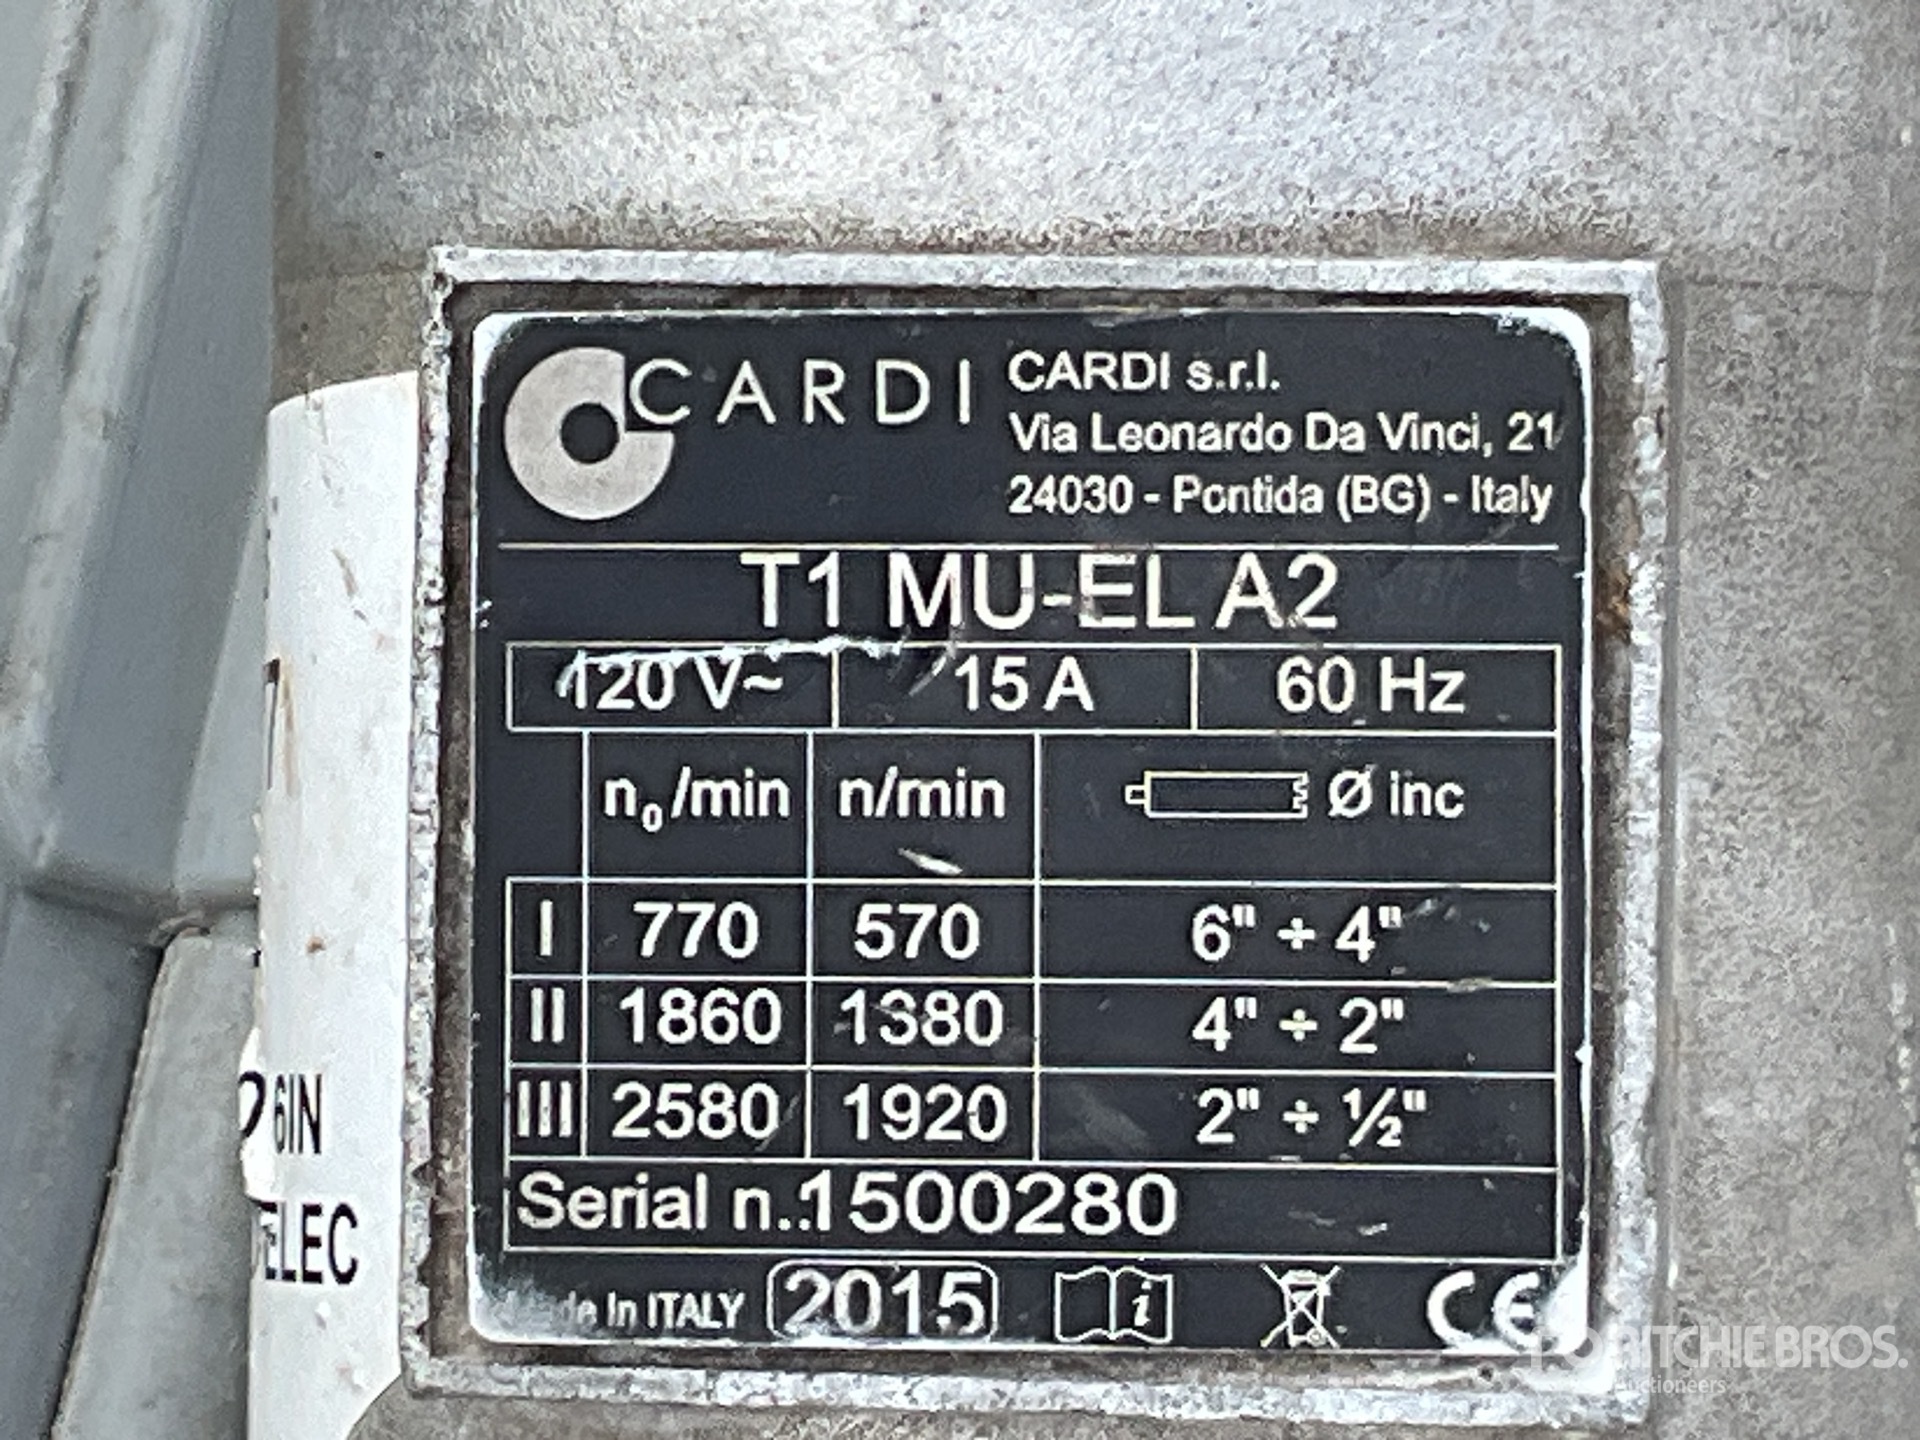 CARDI
CARDI s.r.l.
Via Leonardo Da Vinci, 21
24030 - Pontida (BG) - Italy
T1 MU-EL A2
120 V~ 15 A 60 Hz
n₀/min n/min Ø inc
I 770 570 6" ÷ 4"
II 1860 1380 4" ÷ 2"
III 2580 1920 2" ÷ ½"
Serial n.:1500280
Made In ITALY 2015 i CE
6IN
ELEC
RITCHIE BROS.
Auctioneers